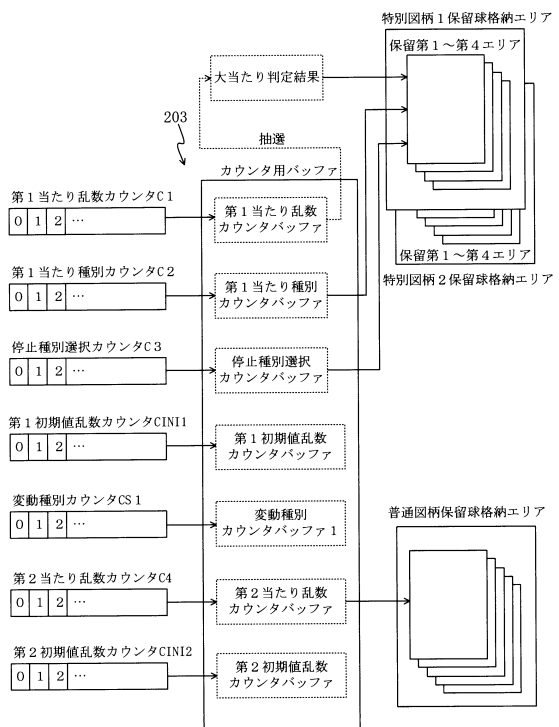 特別図柄1保留球格納エリア
保留第1～第4エリア
大当たり判定結果
203
抽選
カウンタ用バッファ
第1当たり乱数カウンタC1
0 1 2 …
第1当たり乱数
カウンタバッファ
保留第1～第4エリア
特別図柄2保留球格納エリア
第1当たり種別カウンタC2
0 1 2 …
第1当たり種別
カウンタバッファ
停止種別選択カウンタC3
0 1 2 …
停止種別選択
カウンタバッファ
第1初期値乱数カウンタCINI1
0 1 2 …
第1初期値乱数
カウンタバッファ
変動種別カウンタCS1
0 1 2 …
変動種別
カウンタバッファ1
普通図柄保留球格納エリア
第2当たり乱数カウンタC4
0 1 2 …
第2当たり乱数
カウンタバッファ
第2初期値乱数カウンタCINI2
0 1 2 …
第2初期値乱数
カウンタバッファ